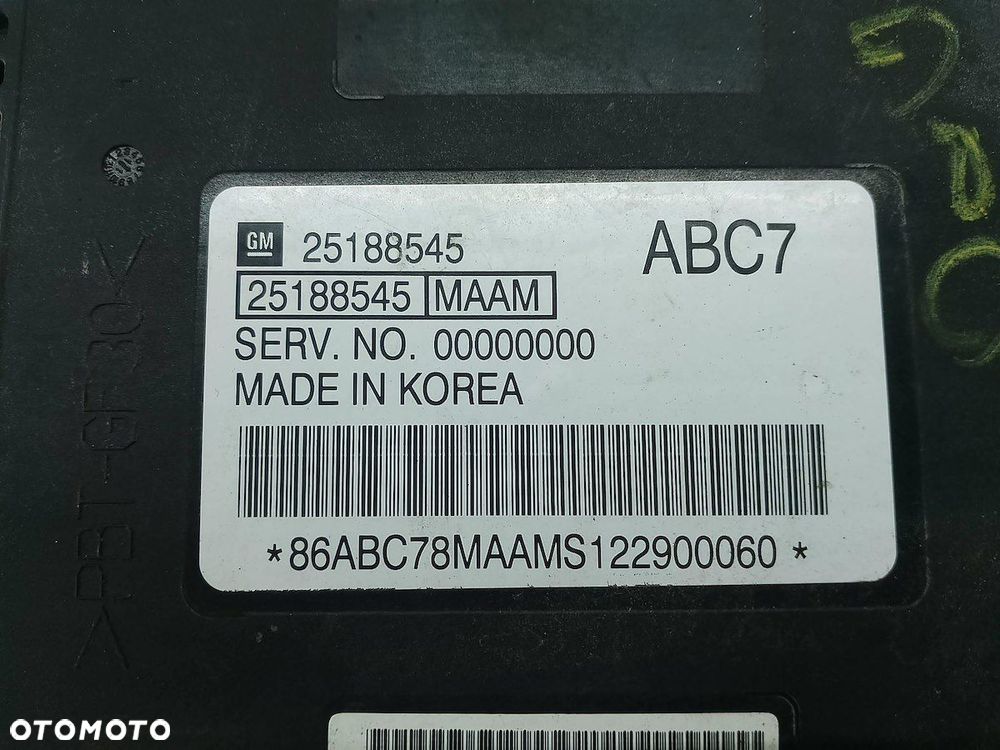 GM 25188545 ABC7
25188545 MAAM
SERV. NO. 00000000
MADE IN KOREA
*86ABC78MAAMS122900060*
>PBT-GF30<
OTOMOTO